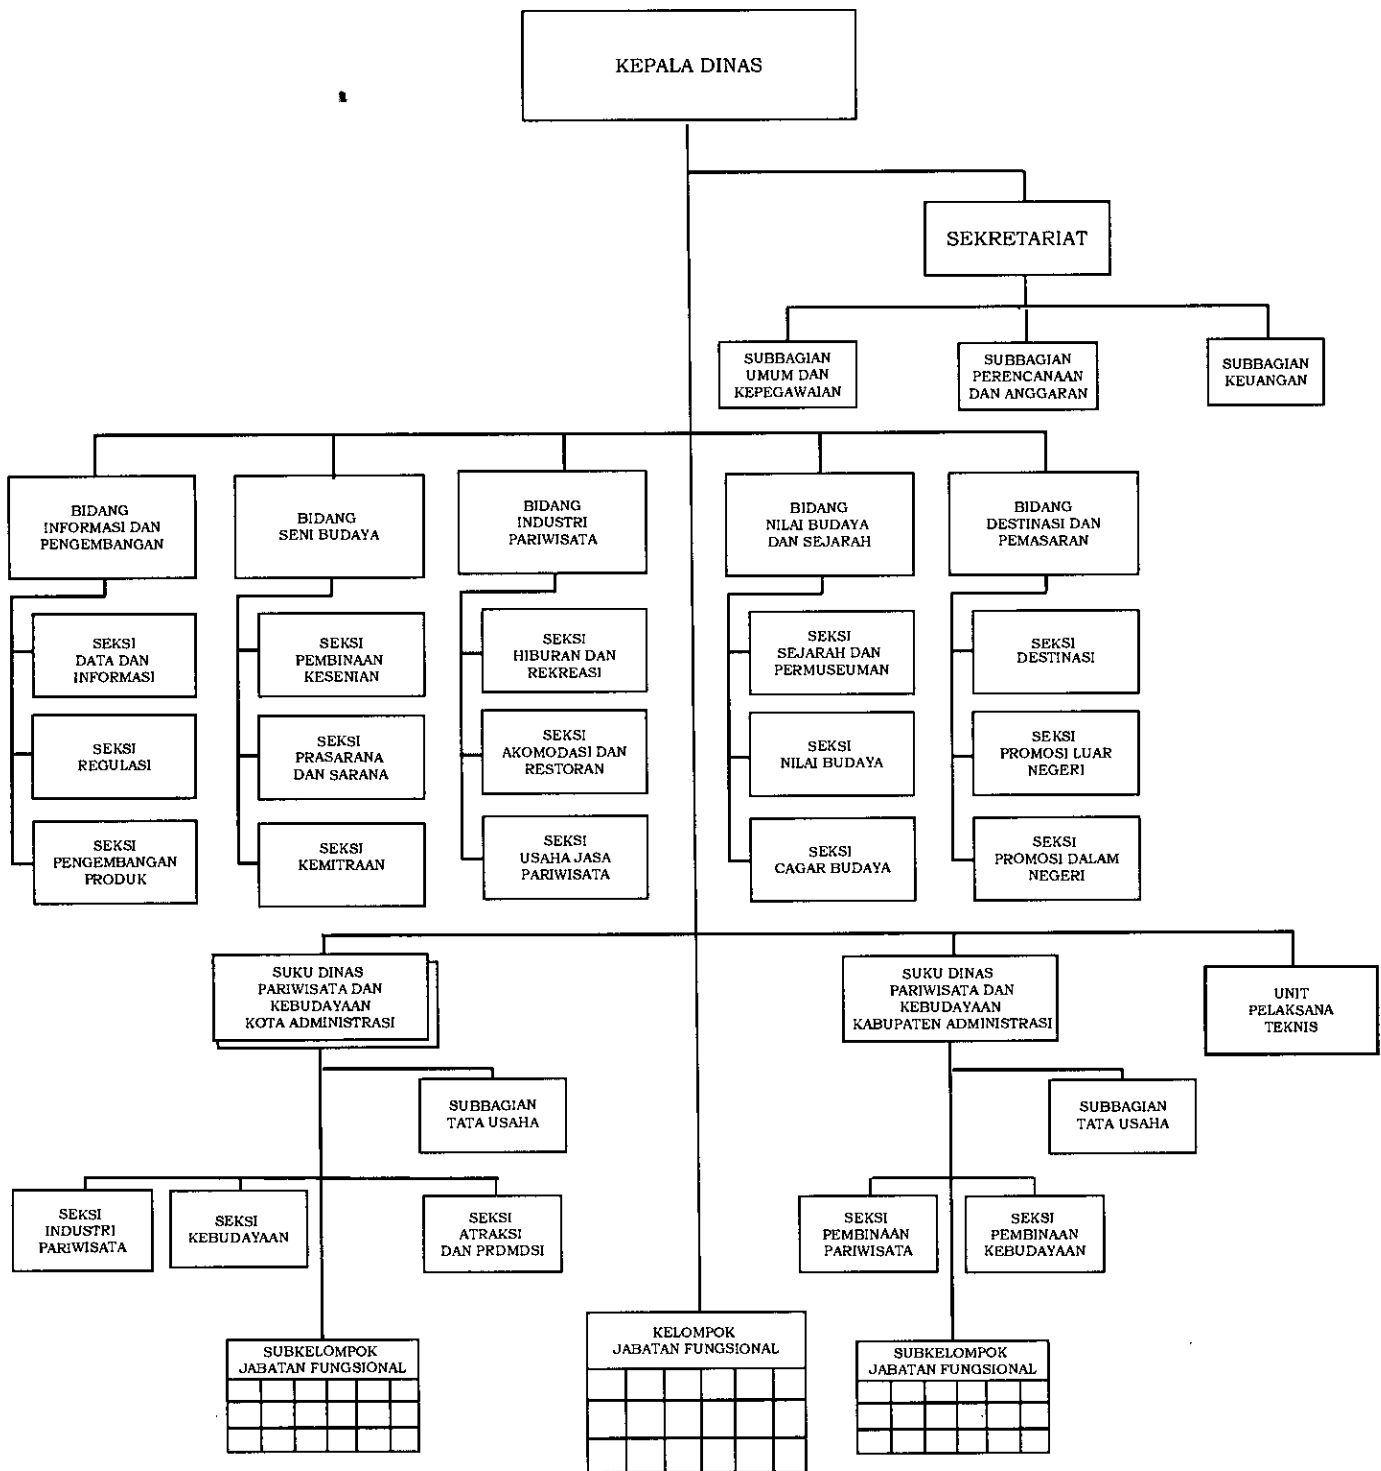 KEPALA DINAS
SEKRETARIAT
SUBBAGIAN
UMUM DAN
KEPEGAWAIAN
SUBBAGIAN
PERENCANAAN
DAN ANGGARAN
SUBBAGIAN
KEUANGAN
BIDANG
INFORMASI DAN
PENGEMBANGAN
BIDANG
SENI BUDAYA
BIDANG
INDUSTRI
PARIWISATA
BIDANG
NILAI BUDAYA
DAN SEJARAH
BIDANG
DESTINASI DAN
PEMASARAN
SEKSI
DATA DAN
INFORMASI
SEKSI
PEMBINAAN
KESENIAN
SEKSI
HIBURAN DAN
REKREASI
SEKSI
SEJARAH DAN
PERMUSEUMAN
SEKSI
DESTINASI
SEKSI
REGULASI
SEKSI
PRASARANA
DAN SARANA
SEKSI
AKOMODASI DAN
RESTORAN
SEKSI
NILAI BUDAYA
SEKSI
PROMOSI LUAR
NEGERI
SEKSI
PENGEMBANGAN
PRODUK
SEKSI
KEMITRAAN
SEKSI
USAHA JASA
PARIWISATA
SEKSI
CAGAR BUDAYA
SEKSI
PROMOSI DALAM
NEGERI
SUKU DINAS
PARIWISATA DAN
KEBUDAYAAN
KOTA ADMINISTRASI
SUKU DINAS
PARIWISATA DAN
KEBUDAYAAN
KABUPATEN ADMINISTRASI
UNIT
PELAKSANA
TEKNIS
SUBBAGIAN
TATA USAHA
SUBBAGIAN
TATA USAHA
SEKSI
INDUSTRI
PARIWISATA
SEKSI
KEBUDAYAAN
SEKSI
ATRAKSI
DAN PRDMDSI
SEKSI
PEMBINAAN
PARIWISATA
SEKSI
PEMBINAAN
KEBUDAYAAN
SUBKELOMPOK
JABATAN FUNGSIONAL
KELOMPOK
JABATAN FUNGSIONAL
SUBKELOMPOK
JABATAN FUNGSIONAL